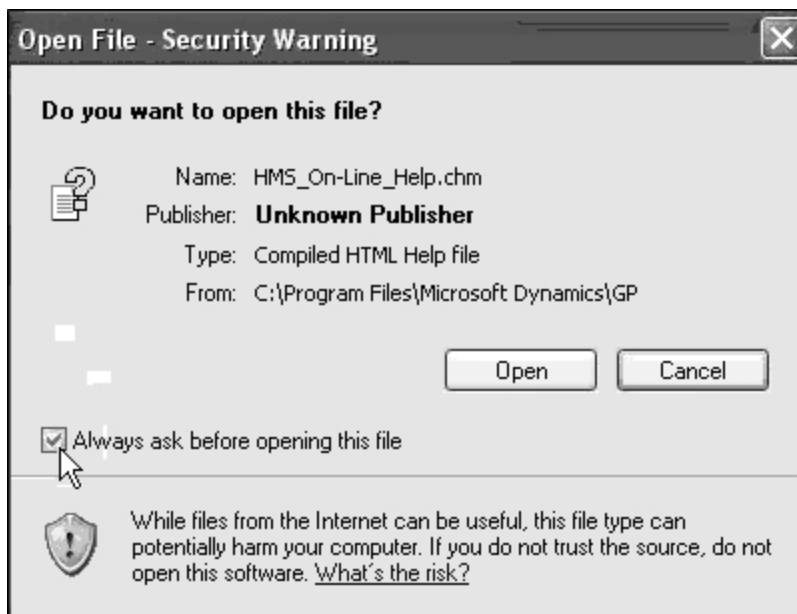 Open File - Security Warning
Do you want to open this file?
Name: HMS_On-Line_Help.chm
Publisher: Unknown Publisher
Type: Compiled HTML Help file
From: C:\Program Files\Microsoft Dynamics\GP
Open Cancel
Always ask before opening this file
While files from the Internet can be useful, this file type can
potentially harm your computer. If you do not trust the source, do not
open this software. What's the risk?